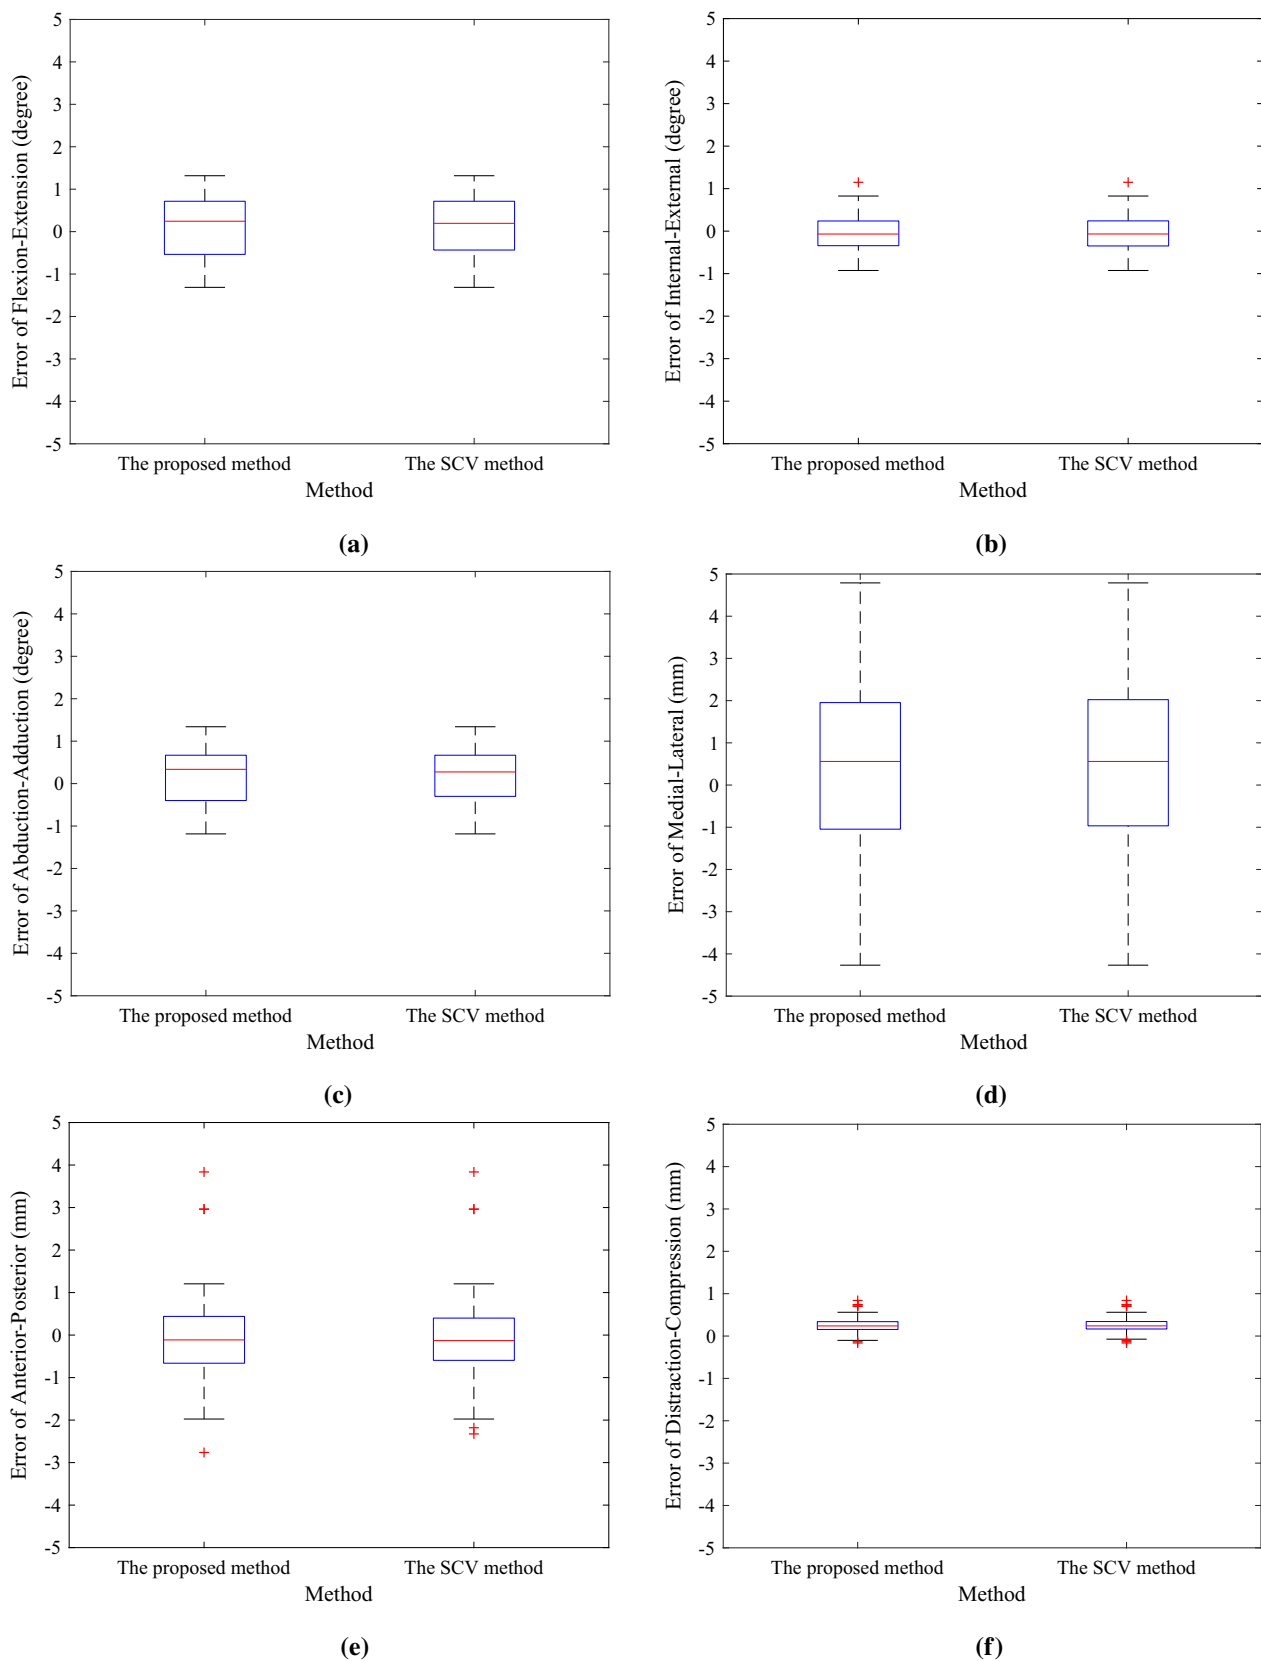 5
4
3
2
1
0
-1
-2
-3
-4
-5
Error of Flexion-Extension (degree)
The proposed method The SCV method
Method
(a)
5
4
3
2
1
0
-1
-2
-3
-4
-5
Error of Internal-External (degree)
The proposed method The SCV method
Method
(b)
5
4
3
2
1
0
-1
-2
-3
-4
-5
Error of Abduction-Adduction (degree)
The proposed method The SCV method
Method
(c)
5
4
3
2
1
0
-1
-2
-3
-4
-5
Error of Medial-Lateral (mm)
The proposed method The SCV method
Method
(d)
5
4
3
2
1
0
-1
-2
-3
-4
-5
Error of Anterior-Posterior (mm)
The proposed method The SCV method
Method
(e)
5
4
3
2
1
0
-1
-2
-3
-4
-5
Error of Distraction-Compression (mm)
The proposed method The SCV method
Method
(f)